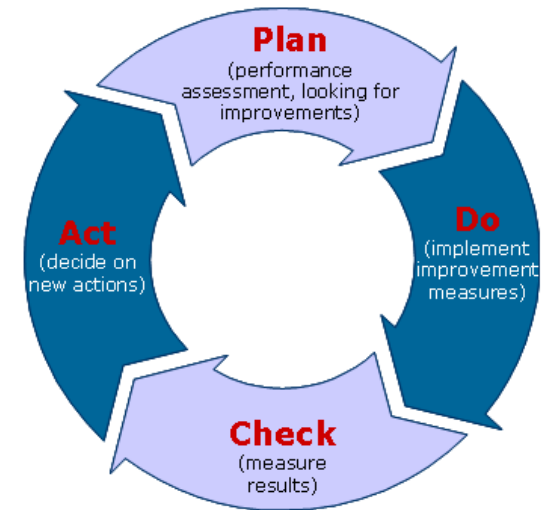 Plan
(performance
assessment, looking for
improvements)
Do
(implement
improvement
measures)
Check
(measure
results)
Act
(decide on
new actions)